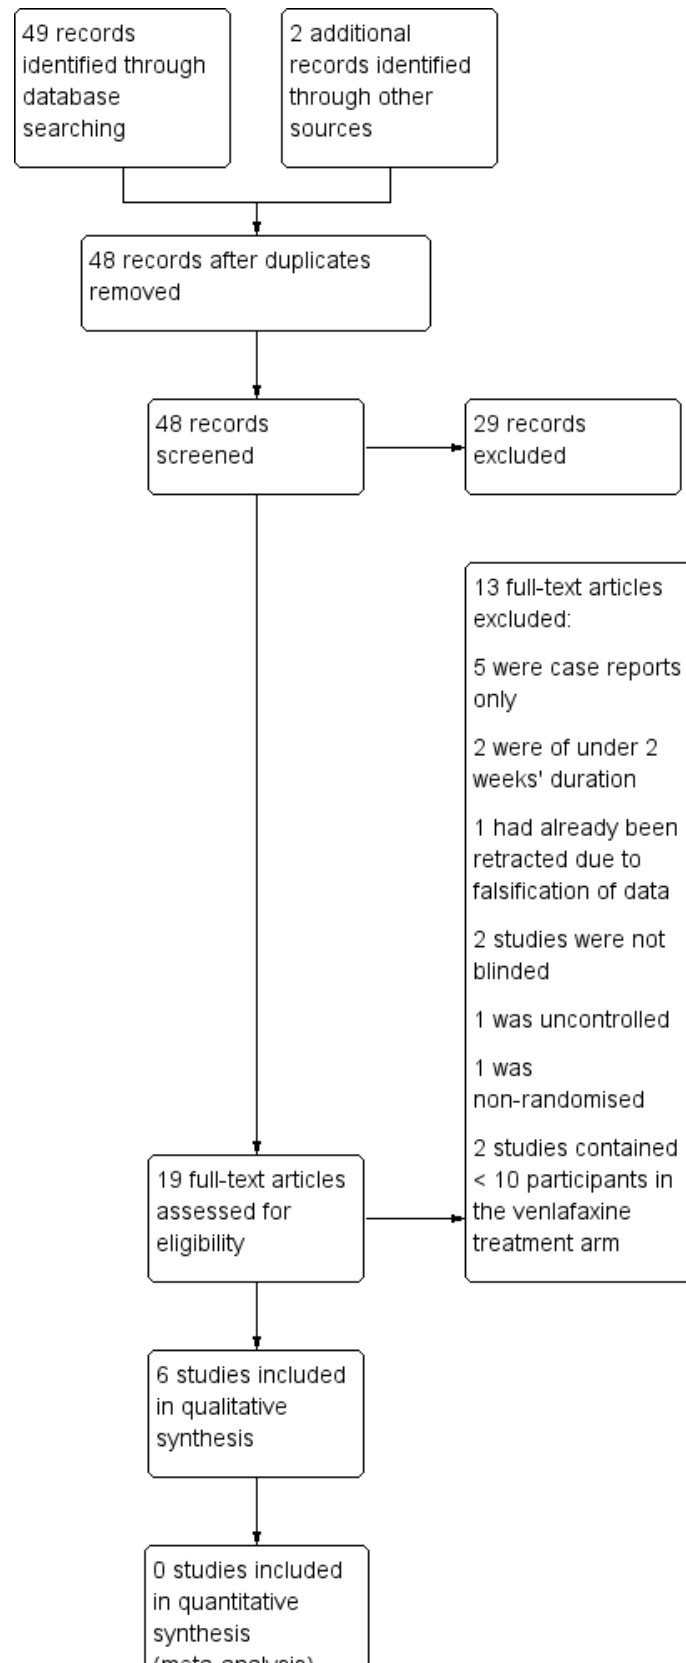 49 records
identified through
database
searching
2 additional
records identified
through other
sources
48 records after duplicates
removed
48 records
screened
29 records
excluded
13 full-text articles
excluded:
5 were case reports
only
2 were of under 2
weeks' duration
1 had already been
retracted due to
falsification of data
2 studies were not
blinded
1 was uncontrolled
1 was
non-randomised
2 studies contained
< 10 participants in
the venlafaxine
treatment arm
19 full-text articles
assessed for
eligibility
6 studies included
in qualitative
synthesis
0 studies included
in quantitative
synthesis
(meta-analysis)